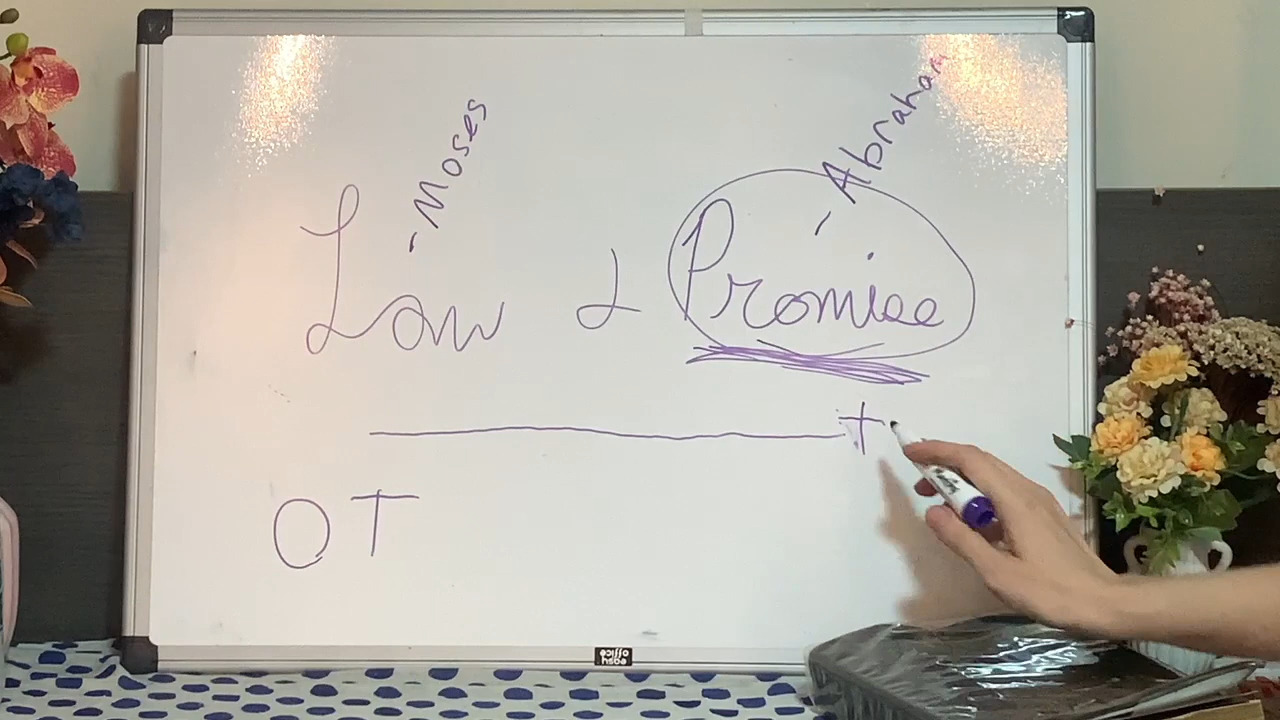 - Moses
- Abraham
Law & Promise
OT